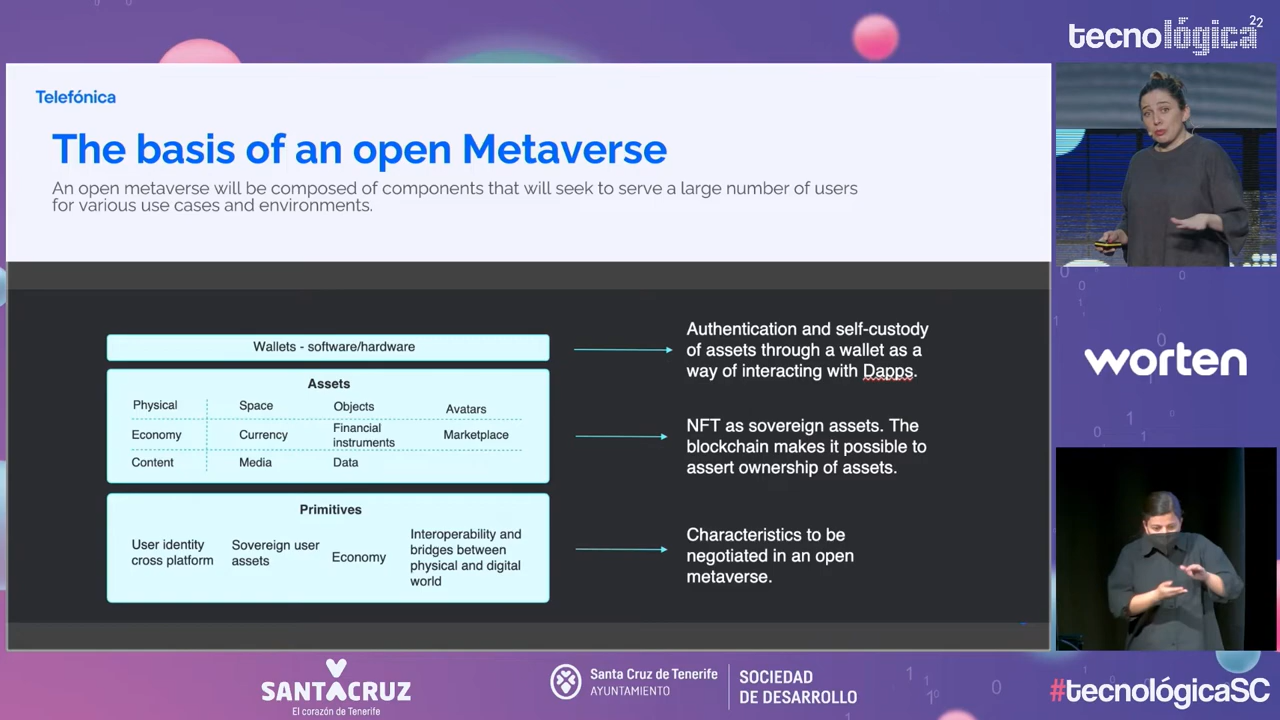 tecnológica22
Telefónica
The basis of an open Metaverse
An open metaverse will be composed of components that will seek to serve a large number of users
for various use cases and environments.
Wallets - software/hardware
Authentication and self-custody
of assets through a wallet as a
way of interacting with Dapps.
Assets
Physical Space Objects Avatars
Economy Currency Financial
instruments Marketplace
Content Media Data
NFT as sovereign assets. The
blockchain makes it possible to
assert ownership of assets.
Primitives
User identity
cross platform
Sovereign user
assets
Economy
Interoperability and
bridges between
physical and digital
world
Characteristics to be
negotiated in an open
metaverse.
worten
SANTACRUZ
El corazón de Tenerife
Santa Cruz de Tenerife
AYUNTAMIENTO
SOCIEDAD
DE DESARROLLO
#tecnológicaSC